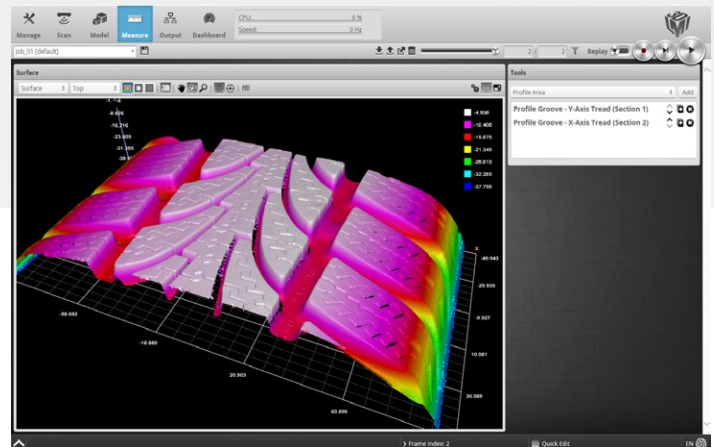 Manage
Scan
Model
Measure
Output
Dashboard
CPU: 0 %
Speed: 0 Hz
job_01 [default]
2 / 2
Replay
Surface
Surface
Top
HD
Tools
Profile Area
Add
Profile Groove - Y-Axis Tread (Section 1)
Profile Groove - X-Axis Tread (Section 2)
-4.936
-10.405
-15.875
-21.345
-26.815
-32.285
-37.755
X
-49.943
-29.935
-9.927
10.081
30.089
-58.682
-18.889
20.903
60.696
Frame Index: 2
Quick Edit
EN